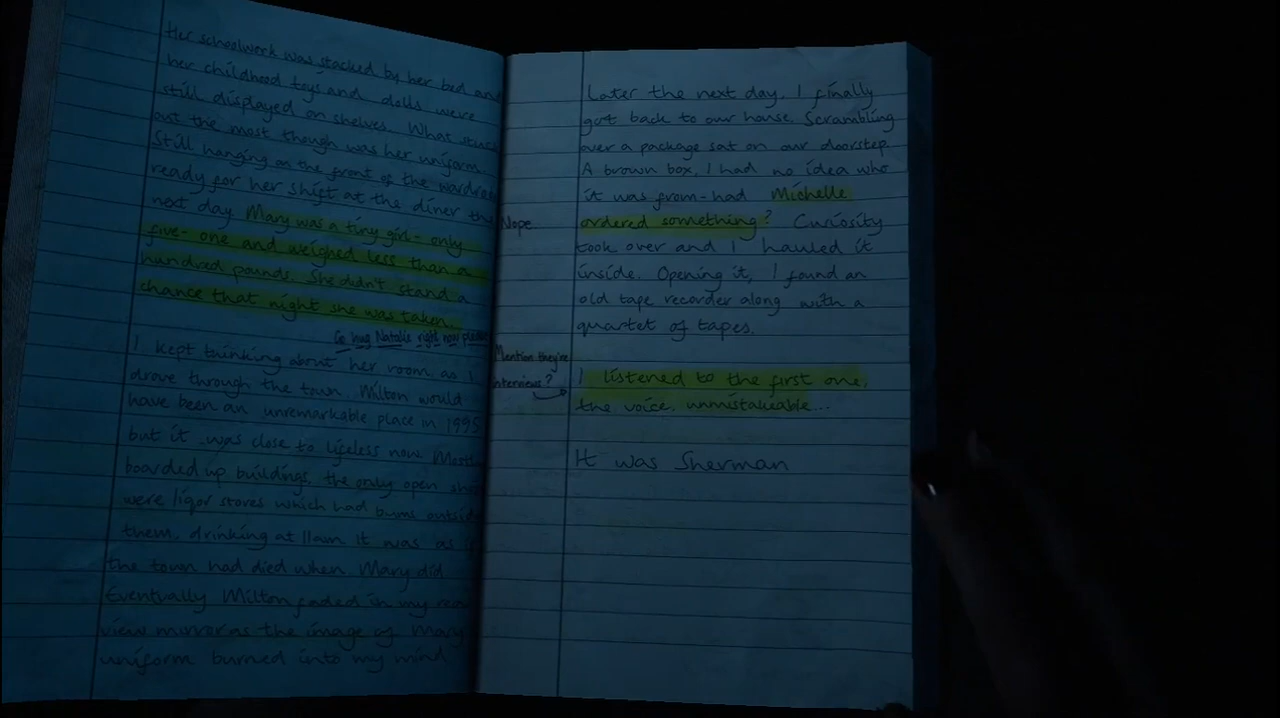 Her schoolwork was stacked by her bed and
her childhood toys and dolls were
still displayed on shelves. What stuck
out the most though was her uniform.
Still hanging on the front of the wardrobe
ready for her shift at the diner the
next day. Mary was a tiny girl - only
five-one and weighed less than a
hundred pounds. She didn't stand a
chance that night she was taken.
Go hug Natalie right now please
I kept thinking about her room as I
drove through the town. Milton would
have been an unremarkable place in 1995
but it was close to lifeless now. Mostly
boarded up buildings, the only open
were liqor stores which had bums outside
them, drinking at 11am. It was as if
the town had died when Mary did
Eventually Milton faded in my rear
view mirror as the image of Mary
uniform burned into my mind
Later the next day, I finally
got back to our house. Scrambling
over a package sat on our doorstep.
A brown box, I had no idea who
it was from - had Michelle
Nope
ordered something? Curiosity
took over and I hauled it
inside. Opening it, I found an
old tape recorder along with a
quartet of tapes.
Mention they're
interviews?
I listened to the first one,
the voice, unmistakeable...
It was Sherman